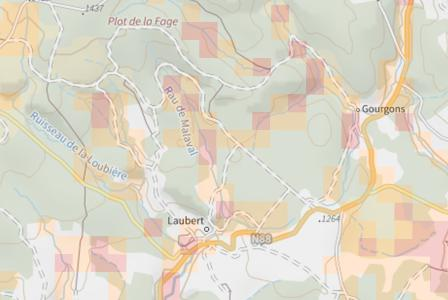 1437
Plot de la Fage
Gourgons
Rau de Malaval
Ruisseau de la Loubière
Laubert
1264
N88